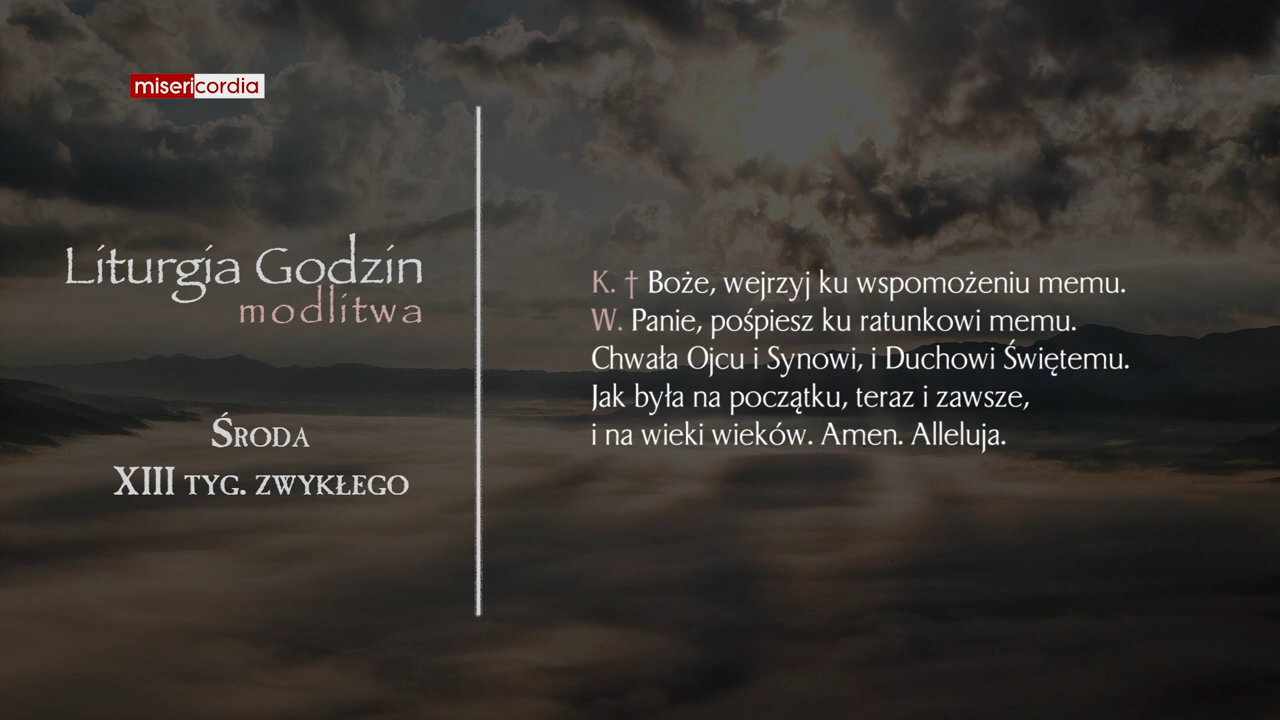 misericordia
Liturgia Godzin
modlitwa
Środa
XIII tyg. zwykłego
K. † Boże, wejrzyj ku wspomożeniu memu.
W. Panie, pośpiesz ku ratunkowi memu.
Chwała Ojcu i Synowi, i Duchowi Świętemu.
Jak była na początku, teraz i zawsze,
i na wieki wieków. Amen. Alleluja.